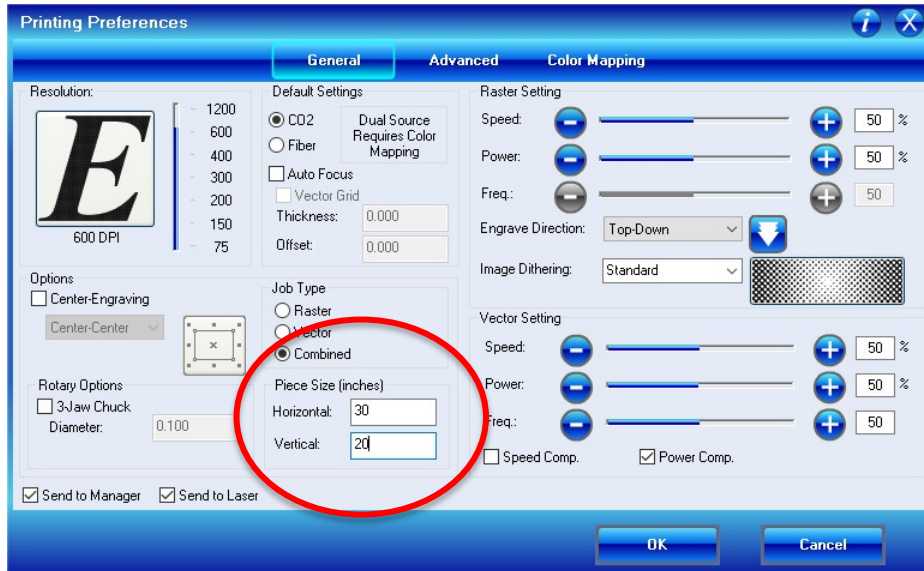 Printing Preferences
i X
General Advanced Color Mapping
Resolution:
E
600 DPI
1200
600
400
300
200
150
75
Default Settings
CO2
Fiber
Dual Source
Requires Color
Mapping
Auto Focus
Vector Grid
Thickness: 0.000
Offset: 0.000
Raster Setting
Speed: 50 %
Power: 50 %
Freq.: 50
Engrave Direction: Top-Down
Image Dithering: Standard
Options
Center-Engraving
Center-Center
Rotary Options
3-Jaw Chuck
Diameter: 0.100
Job Type
Raster
Vector
Combined
Piece Size (inches)
Horizontal: 30
Vertical: 20
Vector Setting
Speed: 50 %
Power: 50 %
Freq.: 50
Speed Comp. Power Comp.
Send to Manager Send to Laser
OK Cancel